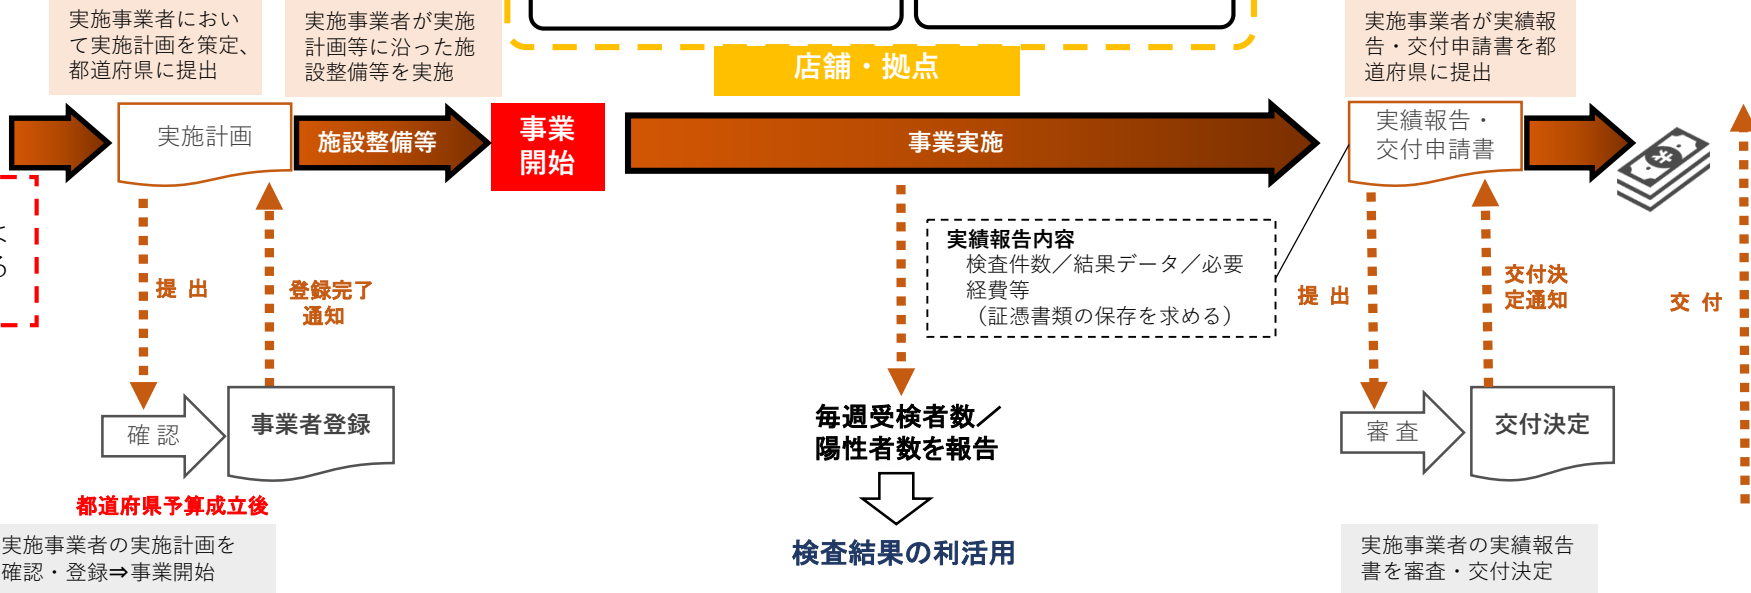 実施事業者におい
て実施計画を策定、
都道府県に提出
実施事業者が実施
計画等に沿った施
設整備等を実施
店舗・拠点
実施事業者が実績報
告・交付申請書を都
道府県に提出
実施計画
施設整備等
事業
開始
事業実施
実績報告・
交付申請書
る
提 出
登録完了
通知
実績報告内容
検査件数／結果データ／必要
経費等
（証憑書類の保存を求める）
提 出
交付決
定通知
交 付
確 認
事業者登録
毎週受検者数／
陽性者数を報告
審 査
交付決定
都道府県予算成立後
実施事業者の実施計画を
確認・登録⇒事業開始
検査結果の利活用
実施事業者の実績報告
書を審査・交付決定